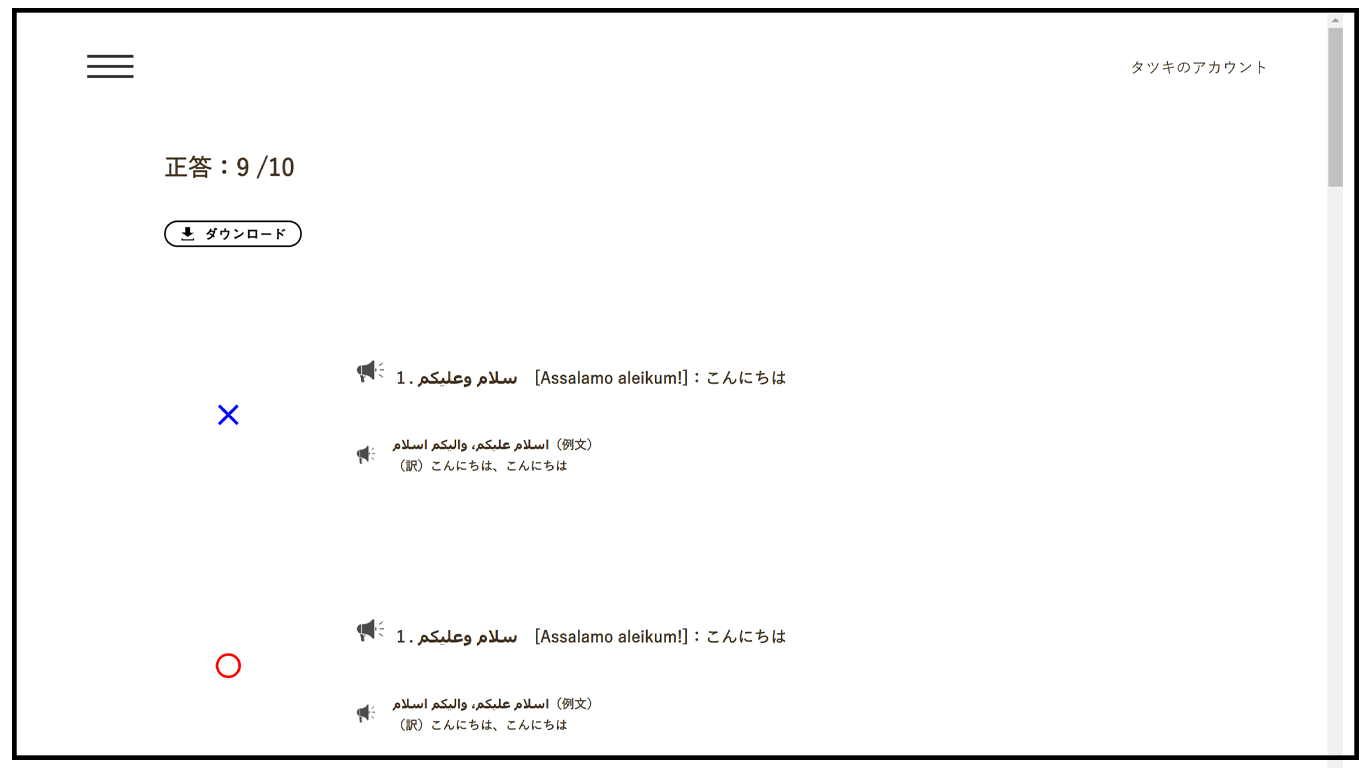 タツキのアカウント
正答：9 /10
ダウンロード
1. سلام وعليكم [Assalamo aleikum!]：こんにちは
اسلام عليكم، واليكم اسلام（例文）
（訳）こんにちは、こんにちは
1. سلام وعليكم [Assalamo aleikum!]：こんにちは
اسلام عليكم، واليكم اسلام（例文）
（訳）こんにちは、こんにちは